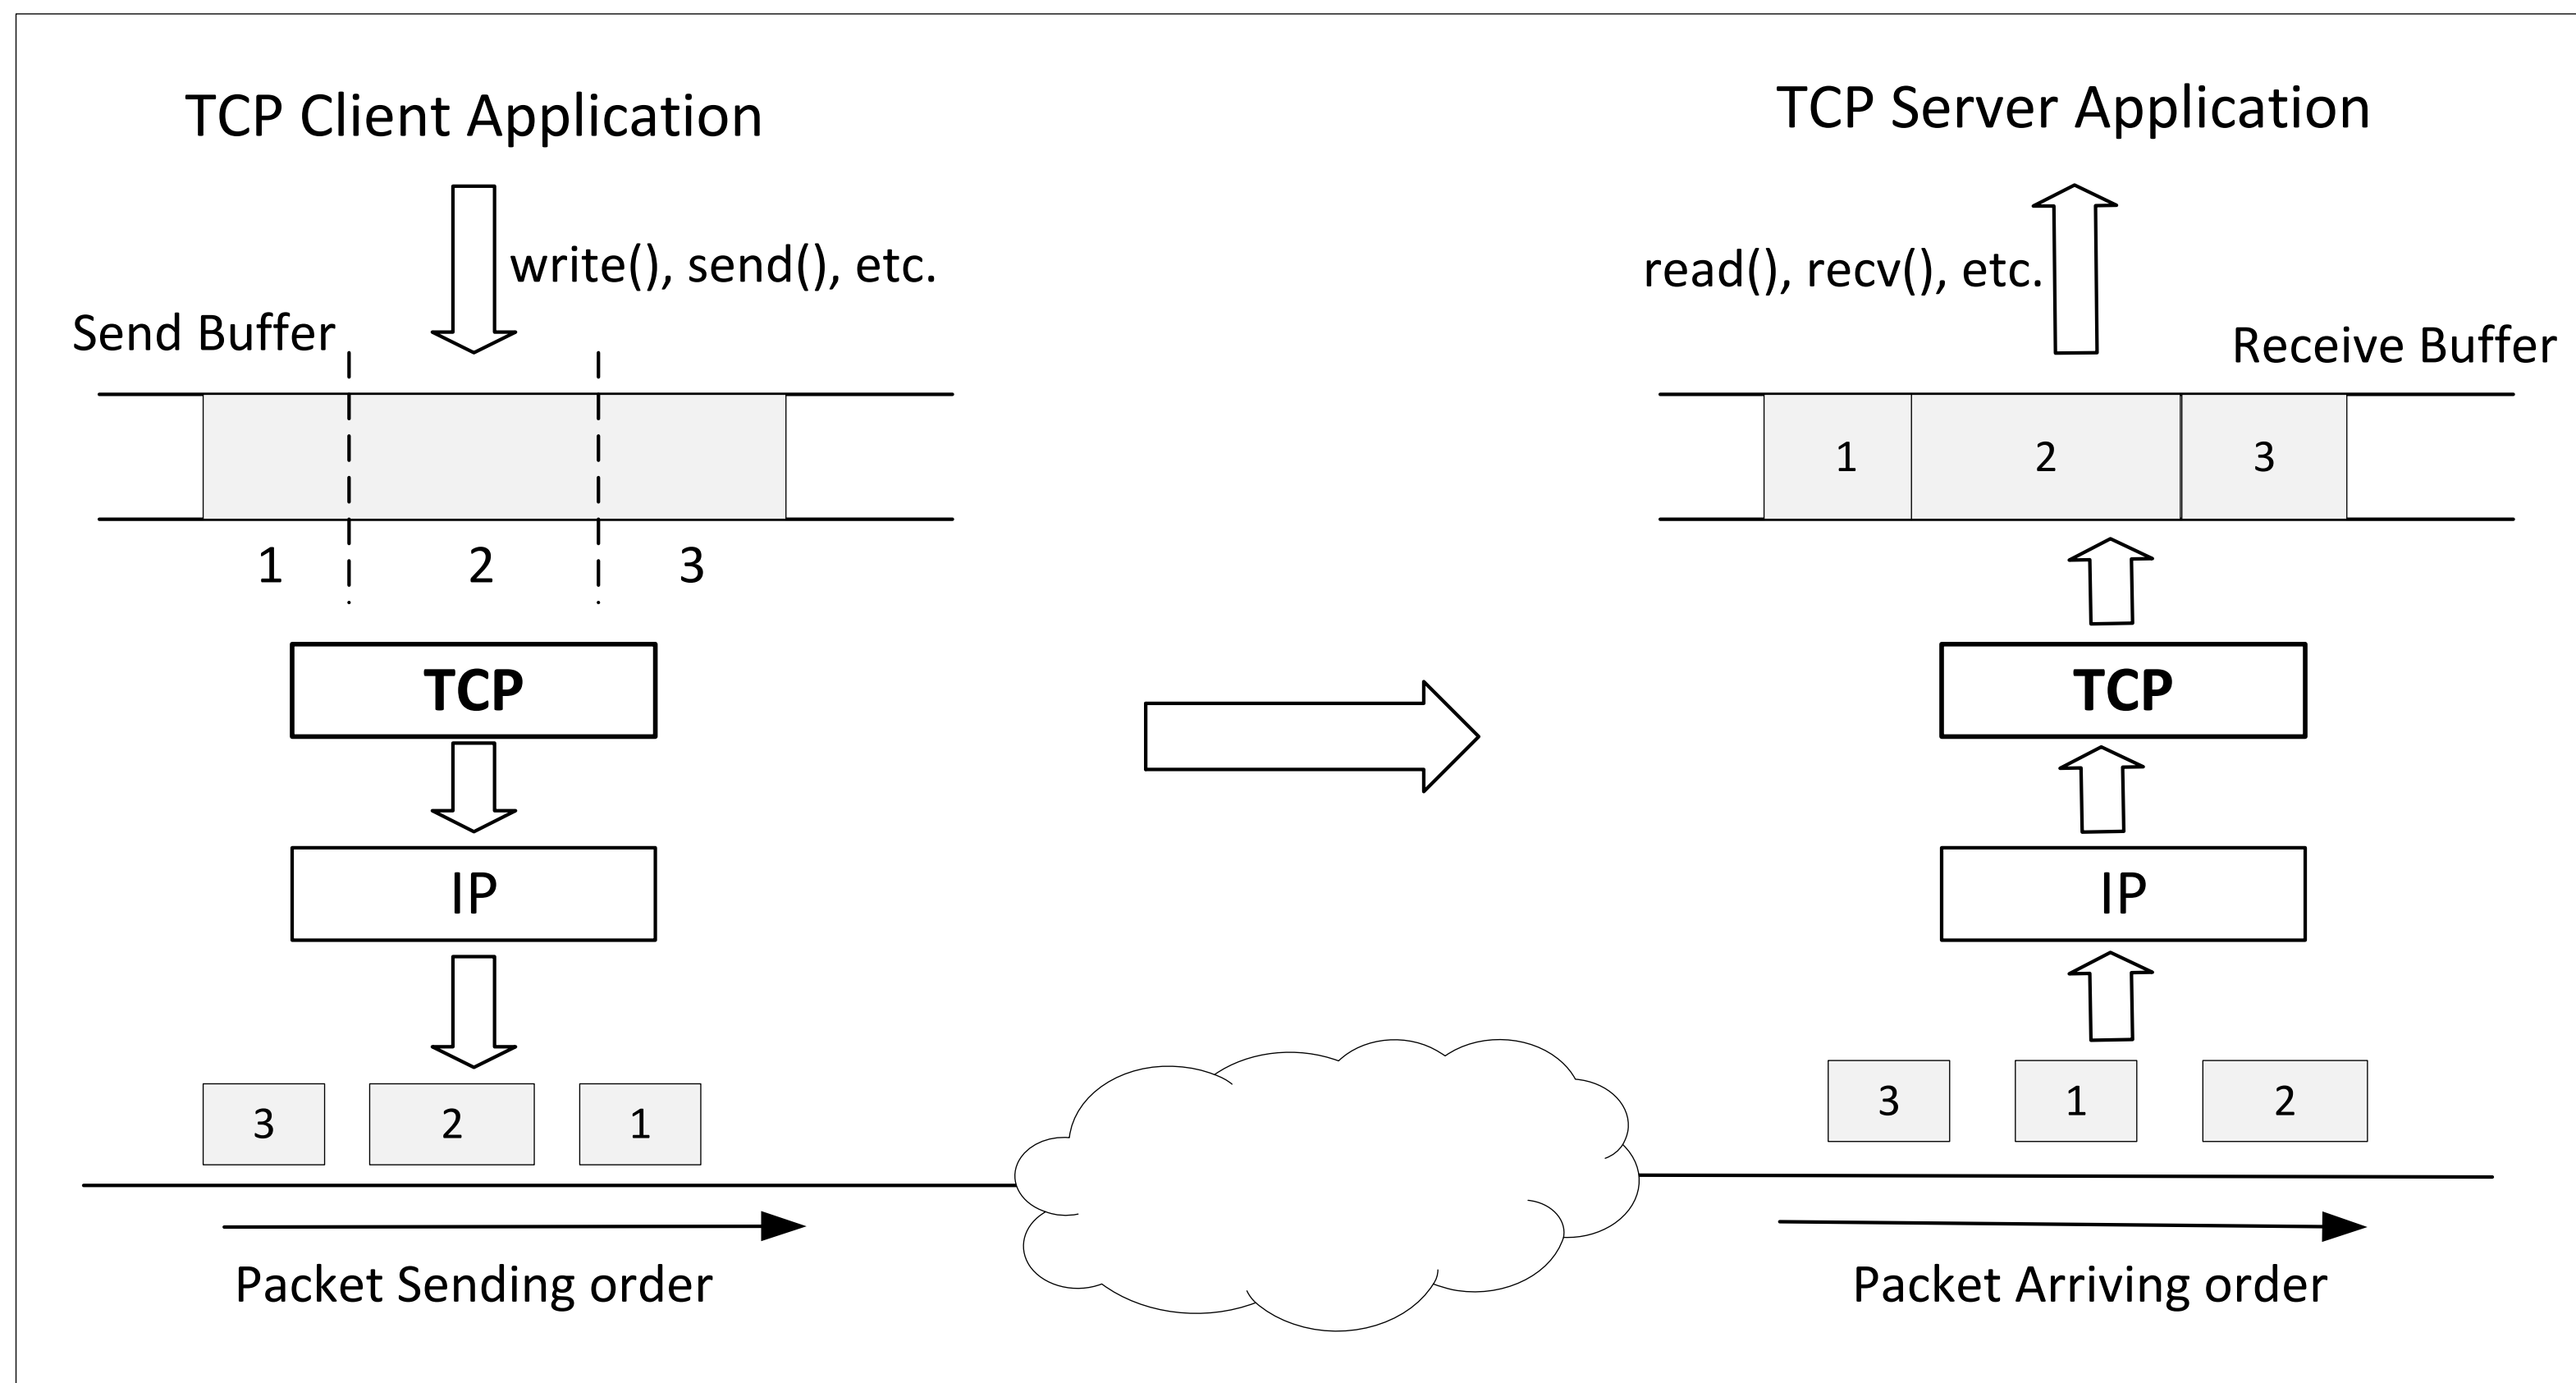 TCP Client Application
write(), send(), etc.
Send Buffer
1 2 3
TCP
IP
3 2 1
Packet Sending order
TCP Server Application
read(), recv(), etc.
Receive Buffer
1 2 3
TCP
IP
3 1 2
Packet Arriving order